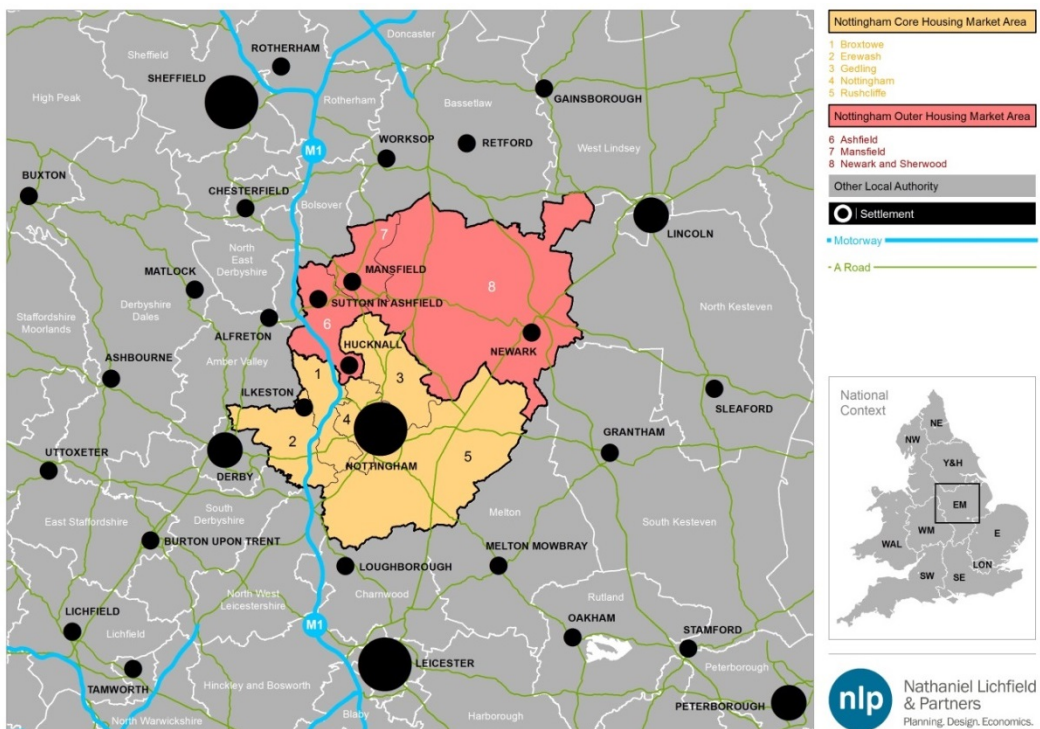 Doncaster
Sheffield
ROTHERHAM
SHEFFIELD
High Peak
Rotherham
Bassetlaw
GAINSBOROUGH
M1
WORKSOP
RETFORD
West Lindsey
BUXTON
CHESTERFIELD
Bolsover
LINCOLN
7
North
East
Derbyshire
MANSFIELD
MATLOCK
8
SUTTON IN ASHFIELD
North Kesteven
Derbyshire
Dales
Staffordshire
Moorlands
6
ALFRETON
HUCKNALL
NEWARK
ASHBOURNE
Amber Valley
1
3
ILKESTON
SLEAFORD
4
2
GRANTHAM
UTTOXETER
DERBY
NOTTINGHAM
5
South
Derbyshire
Melton
East Staffordshire
South Kesteven
BURTON UPON TRENT
MELTON MOWBRAY
LOUGHBOROUGH
North West
Leicestershire
Charnwood
Rutland
LICHFIELD
M1
OAKHAM
STAMFORD
Lichfield
LEICESTER
Peterborough
TAMWORTH
Hinckley and Bosworth
PETERBOROUGH
North Warwickshire
Blaby
Harborough
Nottingham Core Housing Market Area
1 Broxtowe
2 Erewash
3 Gedling
4 Nottingham
5 Rushcliffe
Nottingham Outer Housing Market Area
6 Ashfield
7 Mansfield
8 Newark and Sherwood
Other Local Authority
Settlement
Motorway
A Road
National
Context
NE
NW
Y&H
EM
WM
E
WAL
LON
SW
SE
nlp
Nathaniel Lichfield
& Partners
Planning. Design. Economics.